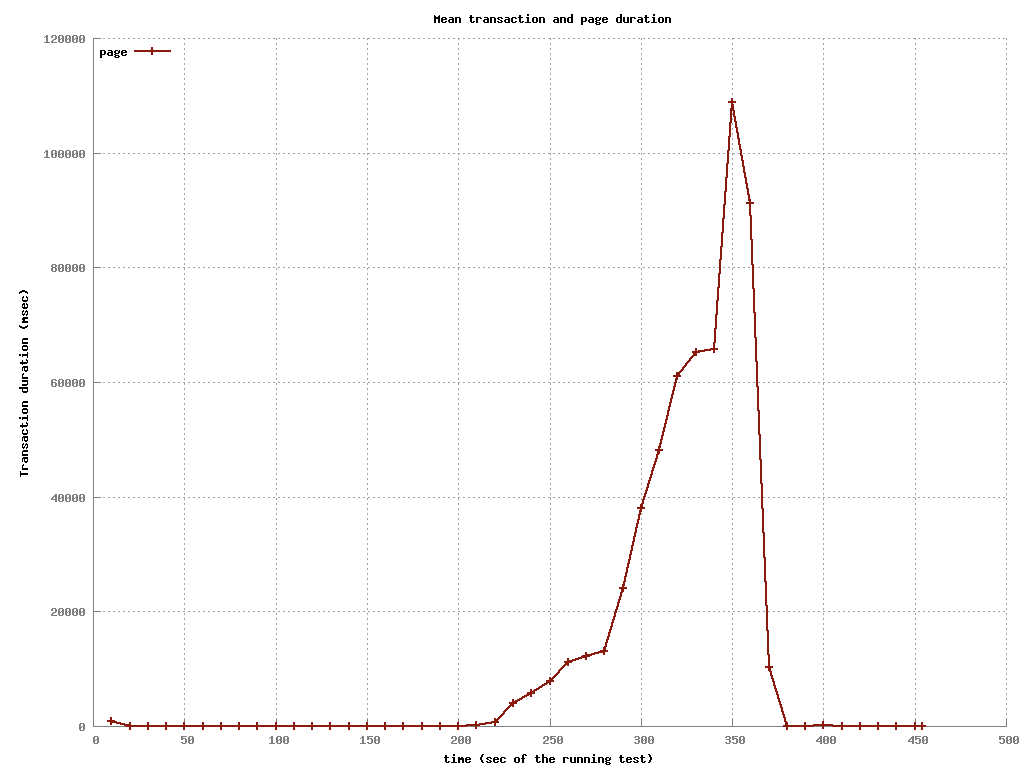 Mean transaction and page duration
page
120000
100000
80000
60000
40000
20000
0
Transaction duration (msec)
0 50 100 150 200 250 300 350 400 450 500
time (sec of the running test)